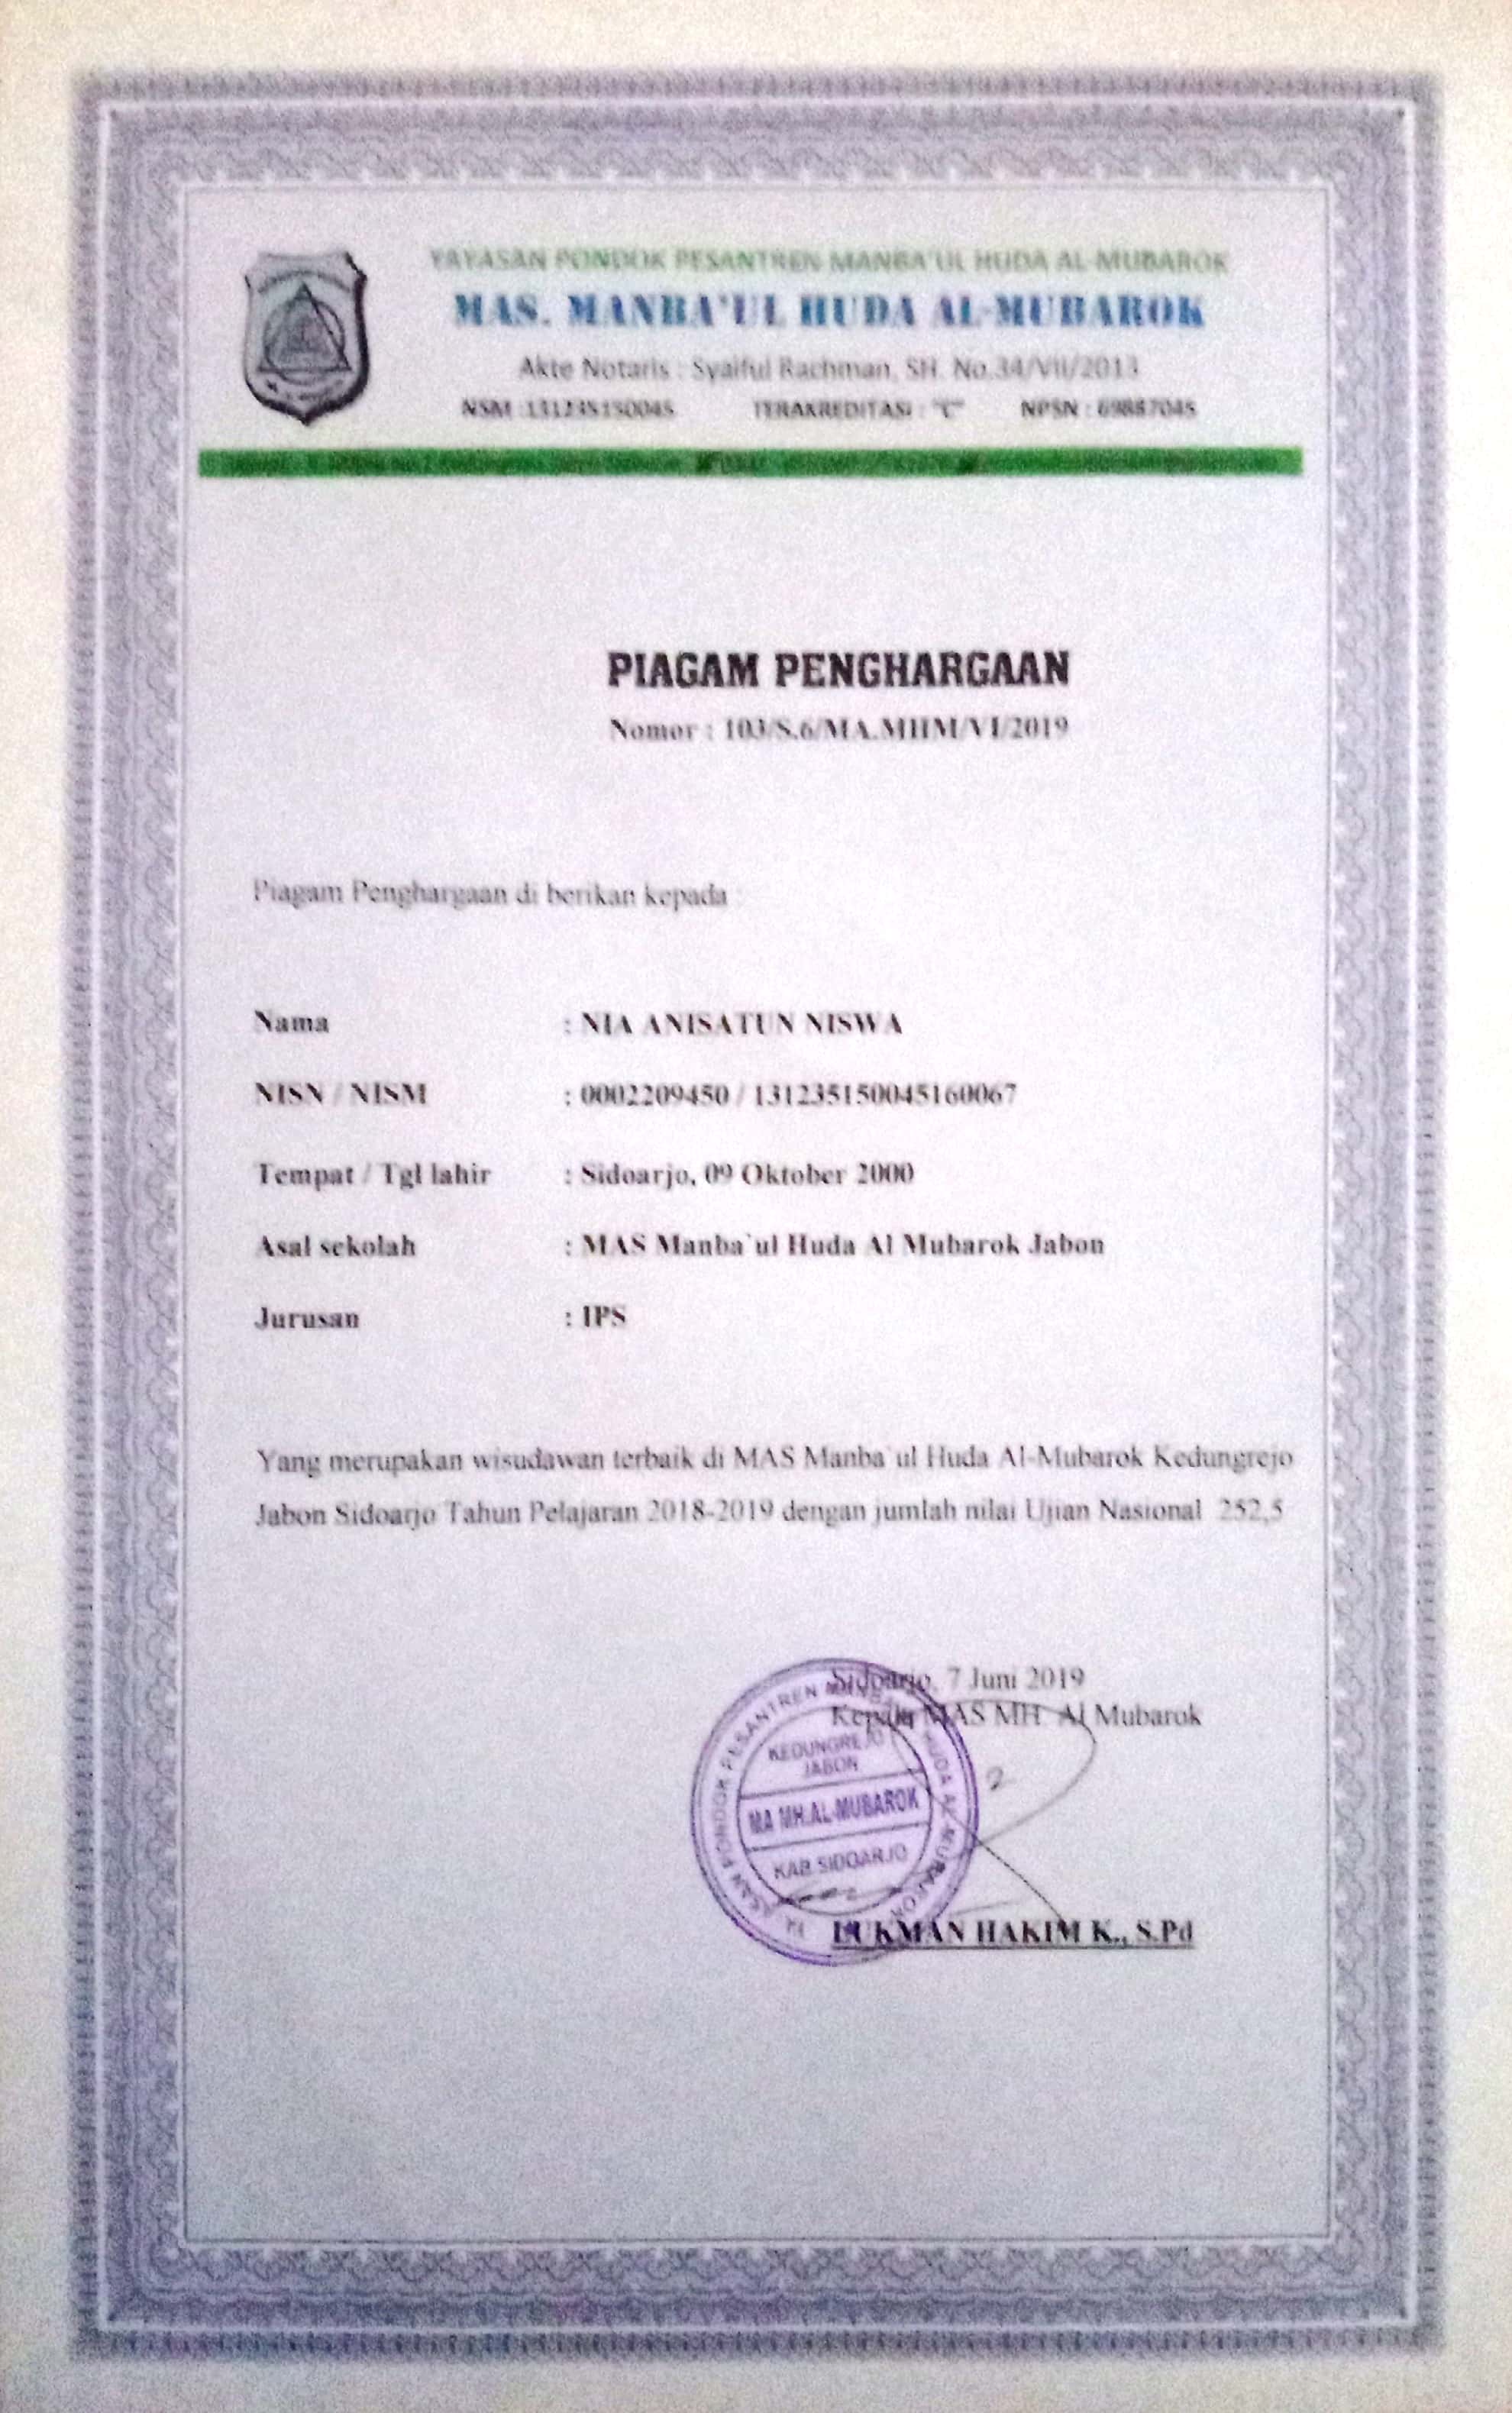 YAYASAN PONDOK PESANTREN MANBA'UL HUDA AL-MUBAROK
MAS. MANBA'UL HUDA AL-MUBAROK
Akte Notaris : Syaiful Rachman, SH. No.34/VII/2013
NSM :131235150045 TERAKREDITASI : "C" NPSN : 69887045
PIAGAM PENGHARGAAN
Nomor : 103/S.6/MA.MHM/VI/2019
Piagam Penghargaan di berikan kepada :
Nama : NIA ANISATUN NISWA
NISN / NISM : 0002209450 / 131235150045160067
Tempat / Tgl lahir : Sidoarjo, 09 Oktober 2000
Asal sekolah : MAS Manba`ul Huda Al Mubarok Jabon
Jurusan : IPS
Yang merupakan wisudawan terbaik di MAS Manba`ul Huda Al-Mubarok Kedungrejo
Jabon Sidoarjo Tahun Pelajaran 2018-2019 dengan jumlah nilai Ujian Nasional 252,5
Sidoarjo, 7 Juni 2019
Kepala MAS MH. Al Mubarok
YAYASAN PONDOK PESANTREN MANBA'UL HUDA AL-MUBAROK
KEDUNGREJO
JABON
MA MH.AL-MUBAROK
KAB.SIDOARJO
LUKMAN HAKIM K., S.Pd